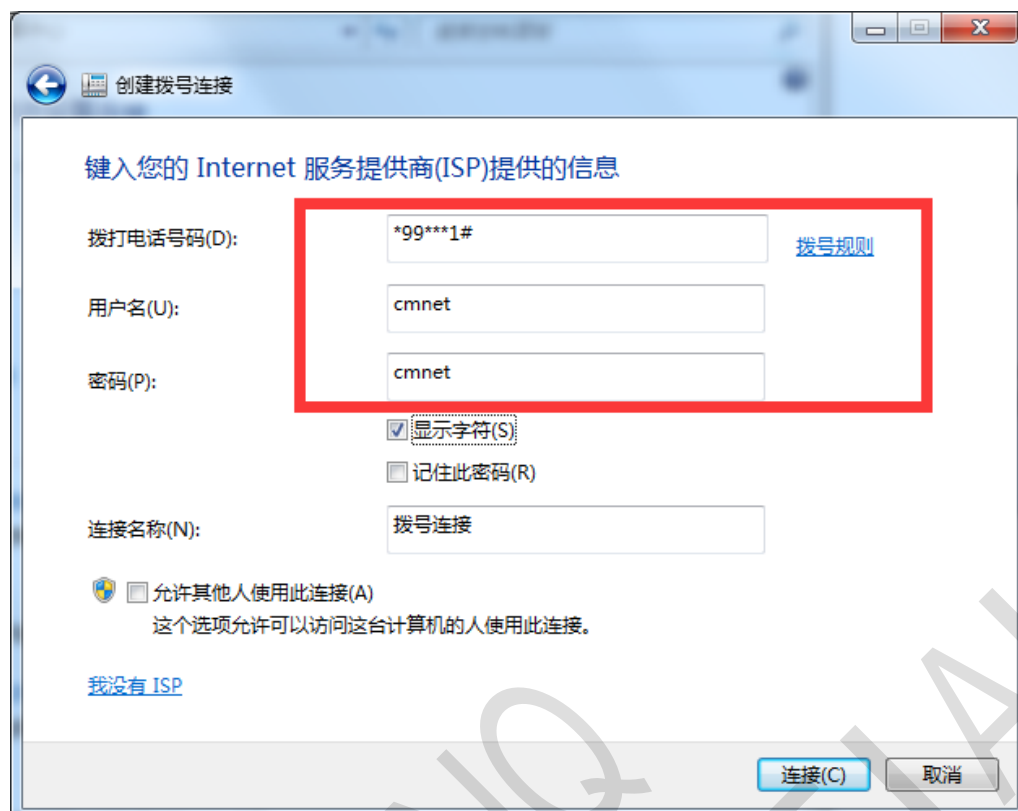 创建拨号连接
键入您的 Internet 服务提供商(ISP)提供的信息
拨打电话号码(D):
*99***1#
拨号规则
用户名(U):
cmnet
密码(P):
cmnet
显示字符(S)
记住此密码(R)
连接名称(N):
拨号连接
允许其他人使用此连接(A)
这个选项允许可以访问这台计算机的人使用此连接。
我没有 ISP
连接(C)
取消